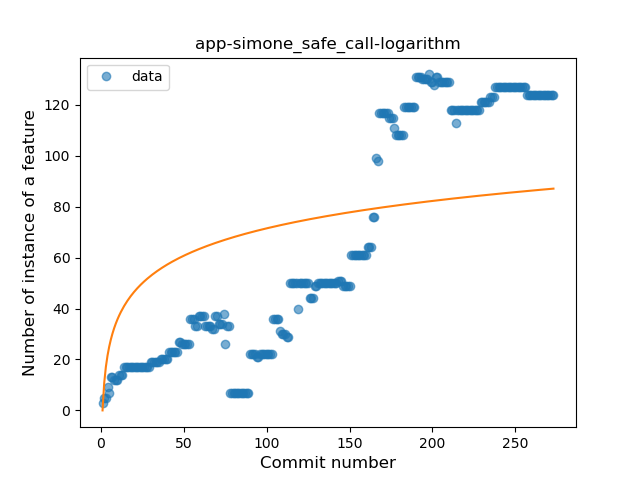 app-simone_safe_call-logarithm
data
Number of instance of a feature
120
100
80
60
40
20
0
0 50 100 150 200 250
Commit number